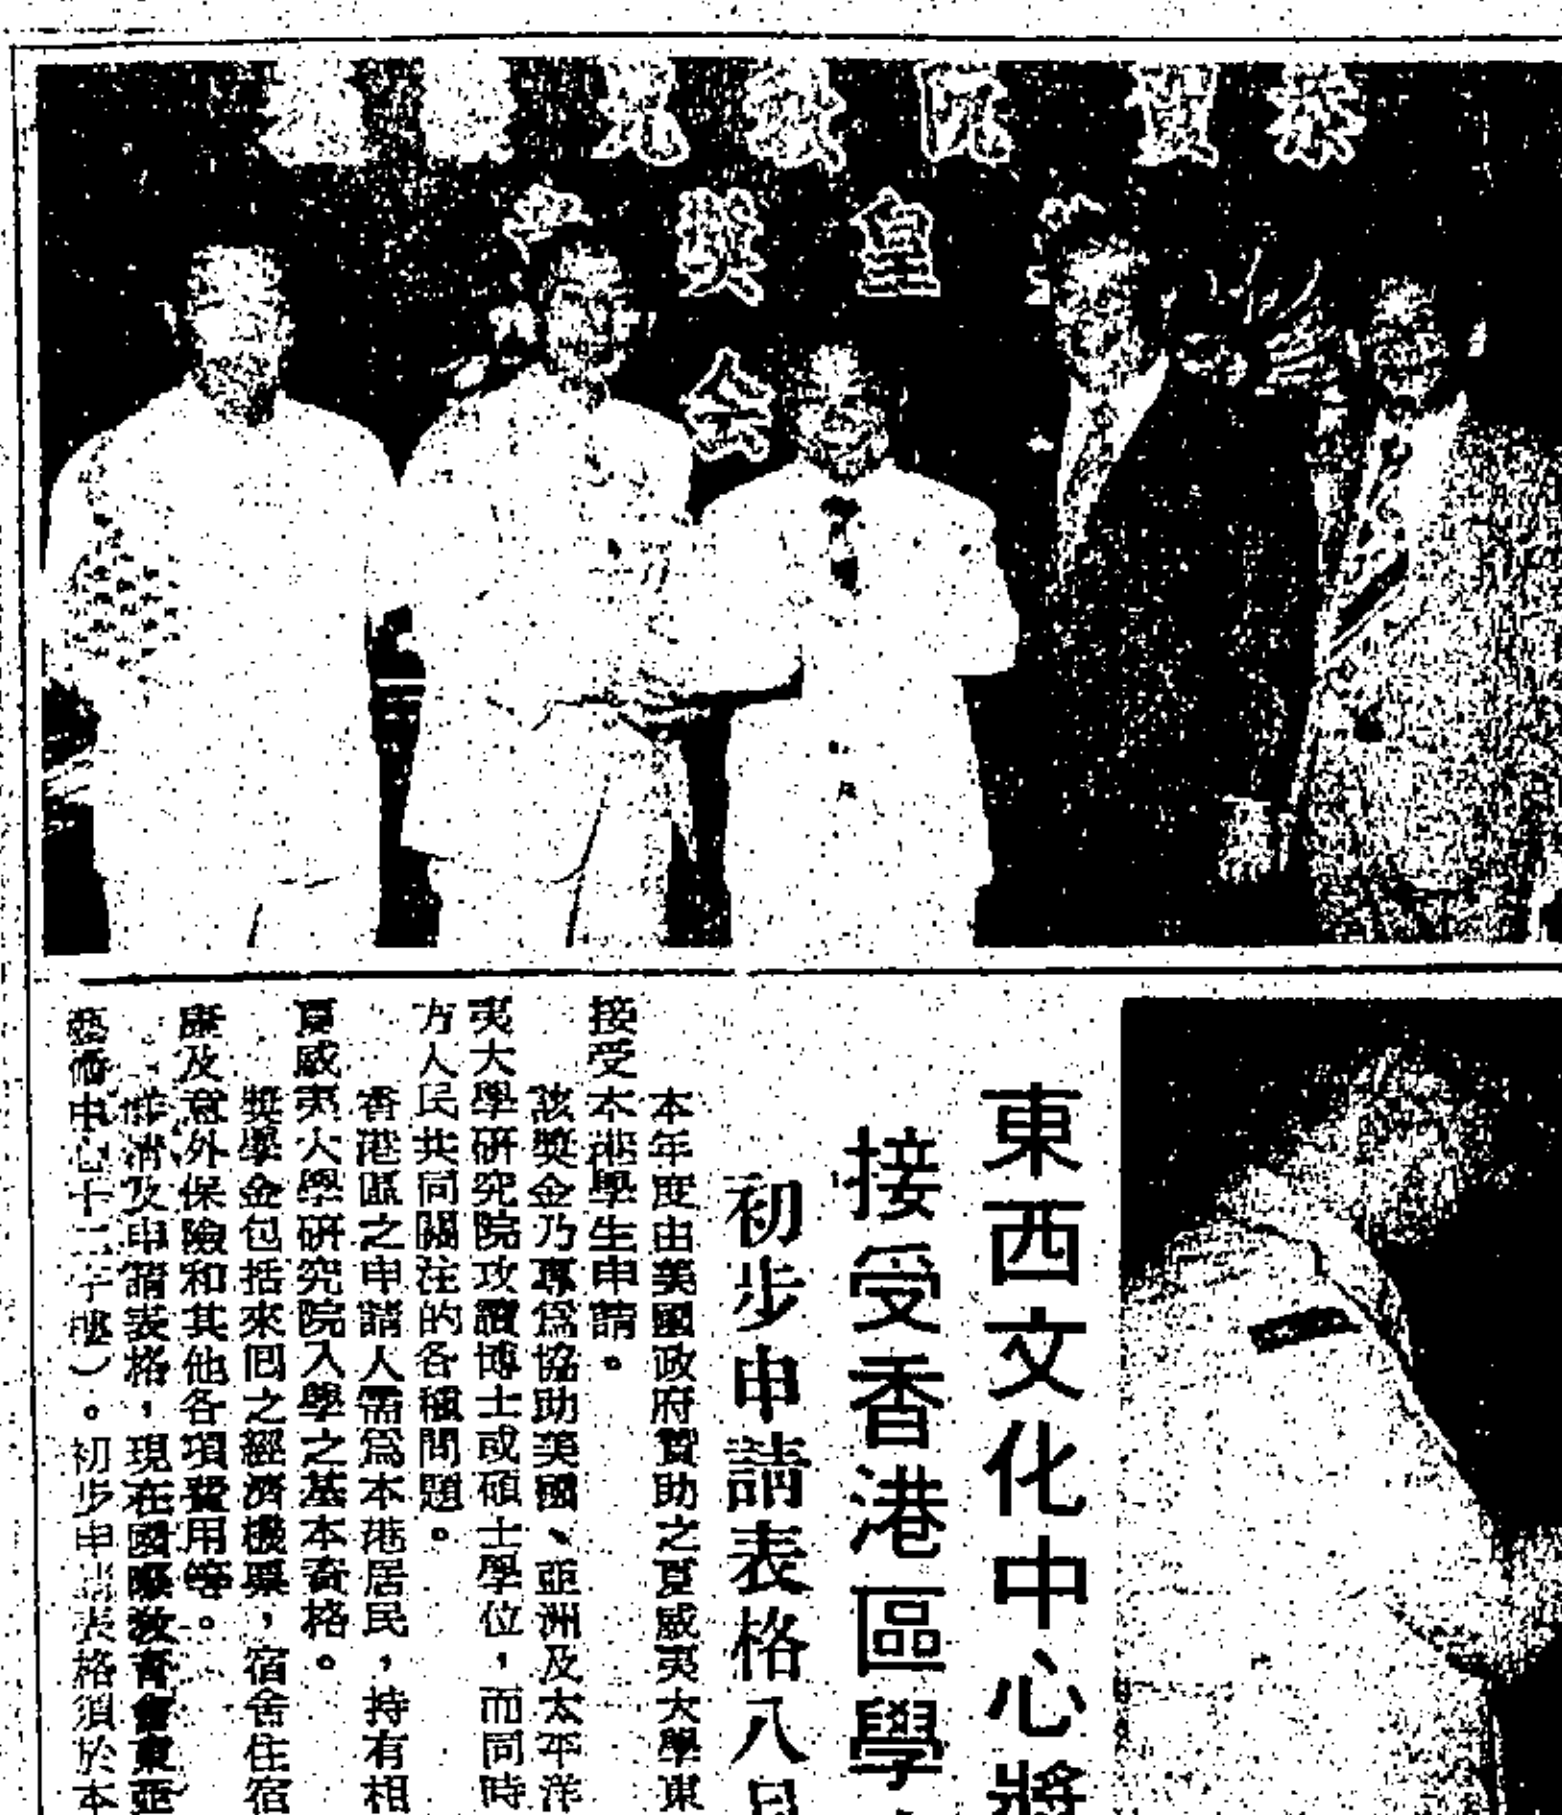 皇
獎
会
東西文化中心將
接受香港區學
初步申請表格八月
本年度由美國政府贊助之夏威夷大學東
接受本港學生申請。
該獎金乃專為協助美國、亞洲及太平洋
夷大學研究院攻讀博士或碩士學位，而同時
方人民共同關注的各種問題。
香港區之申請人需為本港居民，持有相
夏威夷大學研究院入學之基本資格。
獎學金包括來回之經濟機票，宿舍住宿
康及意外保險和其他各項費用等。
及申請表格，現在國際教育會東亞
中心十二字樓）。初步申請表格須於本